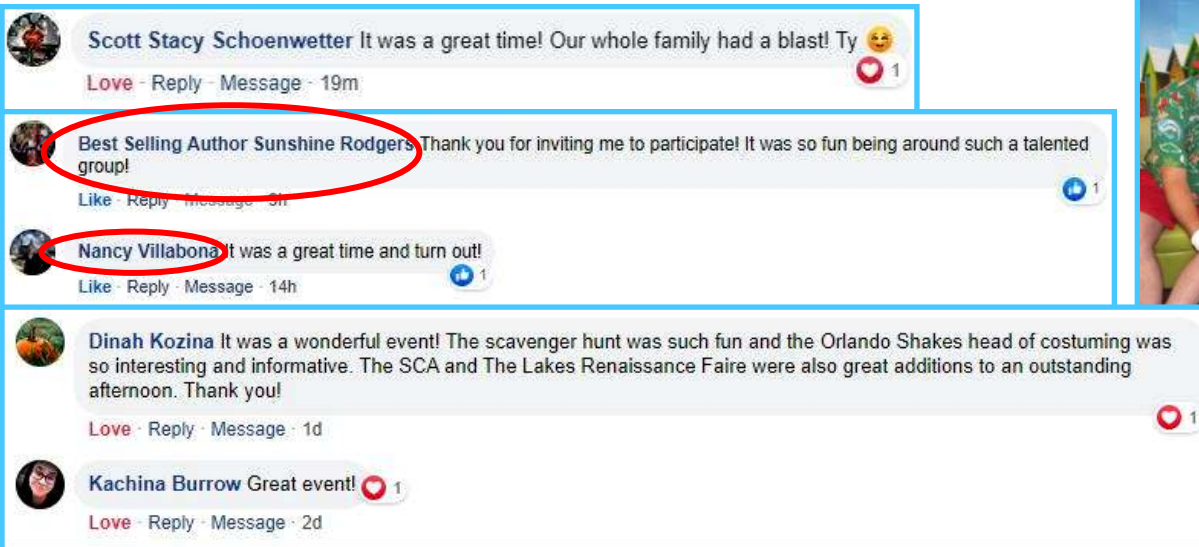 Scott Stacy Schoenwetter It was a great time! Our whole family had a blast! Ty 😊
1
Love · Reply · Message · 19m
Best Selling Author Sunshine Rodgers Thank you for inviting me to participate! It was so fun being around such a talented
group!
1
Like · Reply · Message · 9h
Nancy Villabona It was a great time and turn out!
1
Like · Reply · Message · 14h
Dinah Kozina It was a wonderful event! The scavenger hunt was such fun and the Orlando Shakes head of costuming was
so interesting and informative. The SCA and The Lakes Renaissance Faire were also great additions to an outstanding
afternoon. Thank you!
1
Love · Reply · Message · 1d
Kachina Burrow Great event! 1
Love · Reply · Message · 2d